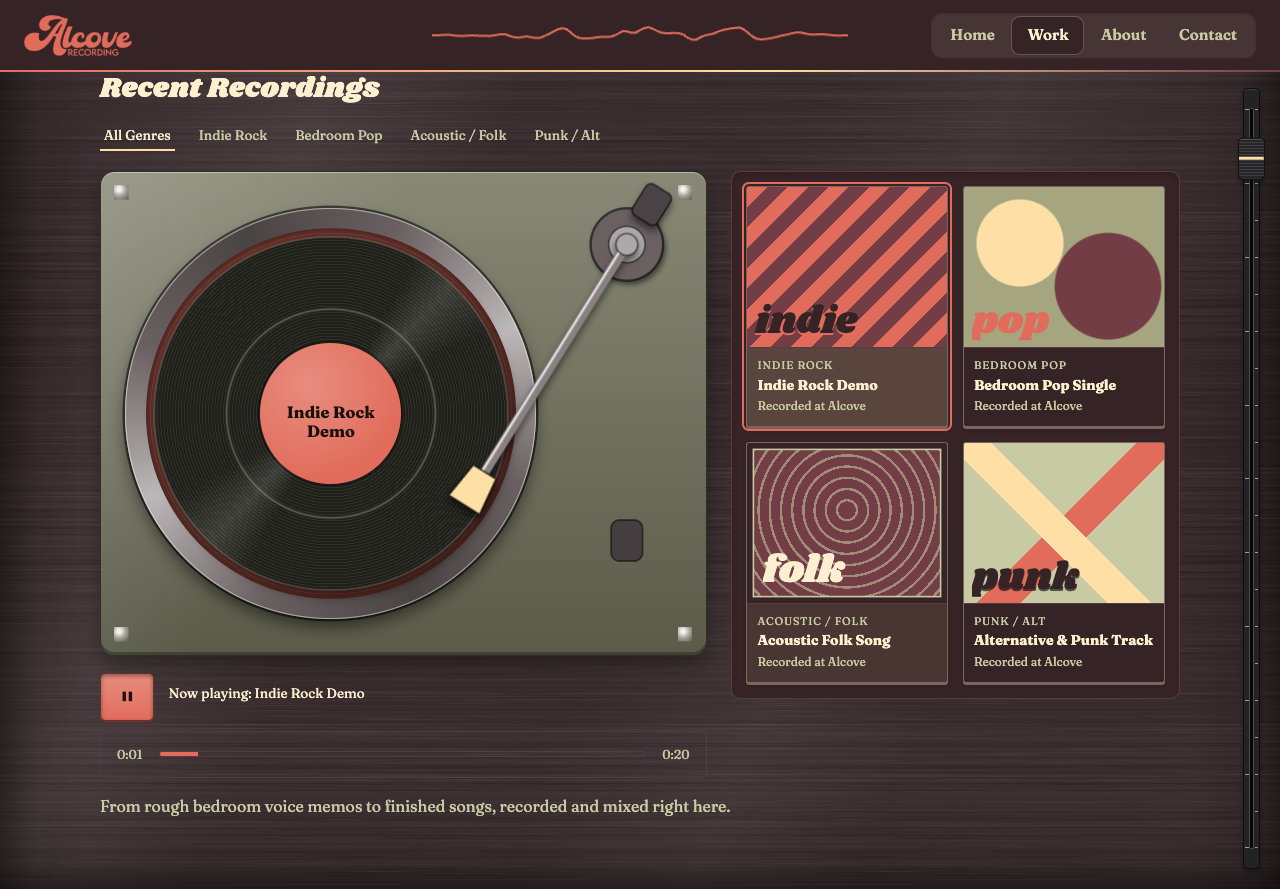 Alcove
RECORDING
Home
Work
About
Contact
Recent Recordings
All Genres
Indie Rock
Bedroom Pop
Acoustic / Folk
Punk / Alt
Indie Rock
Demo
indie
INDIE ROCK
Indie Rock Demo
Recorded at Alcove
pop
BEDROOM POP
Bedroom Pop Single
Recorded at Alcove
folk
ACOUSTIC / FOLK
Acoustic Folk Song
Recorded at Alcove
punk
PUNK / ALT
Alternative & Punk Track
Recorded at Alcove
Now playing: Indie Rock Demo
0:01
0:20
From rough bedroom voice memos to finished songs, recorded and mixed right here.